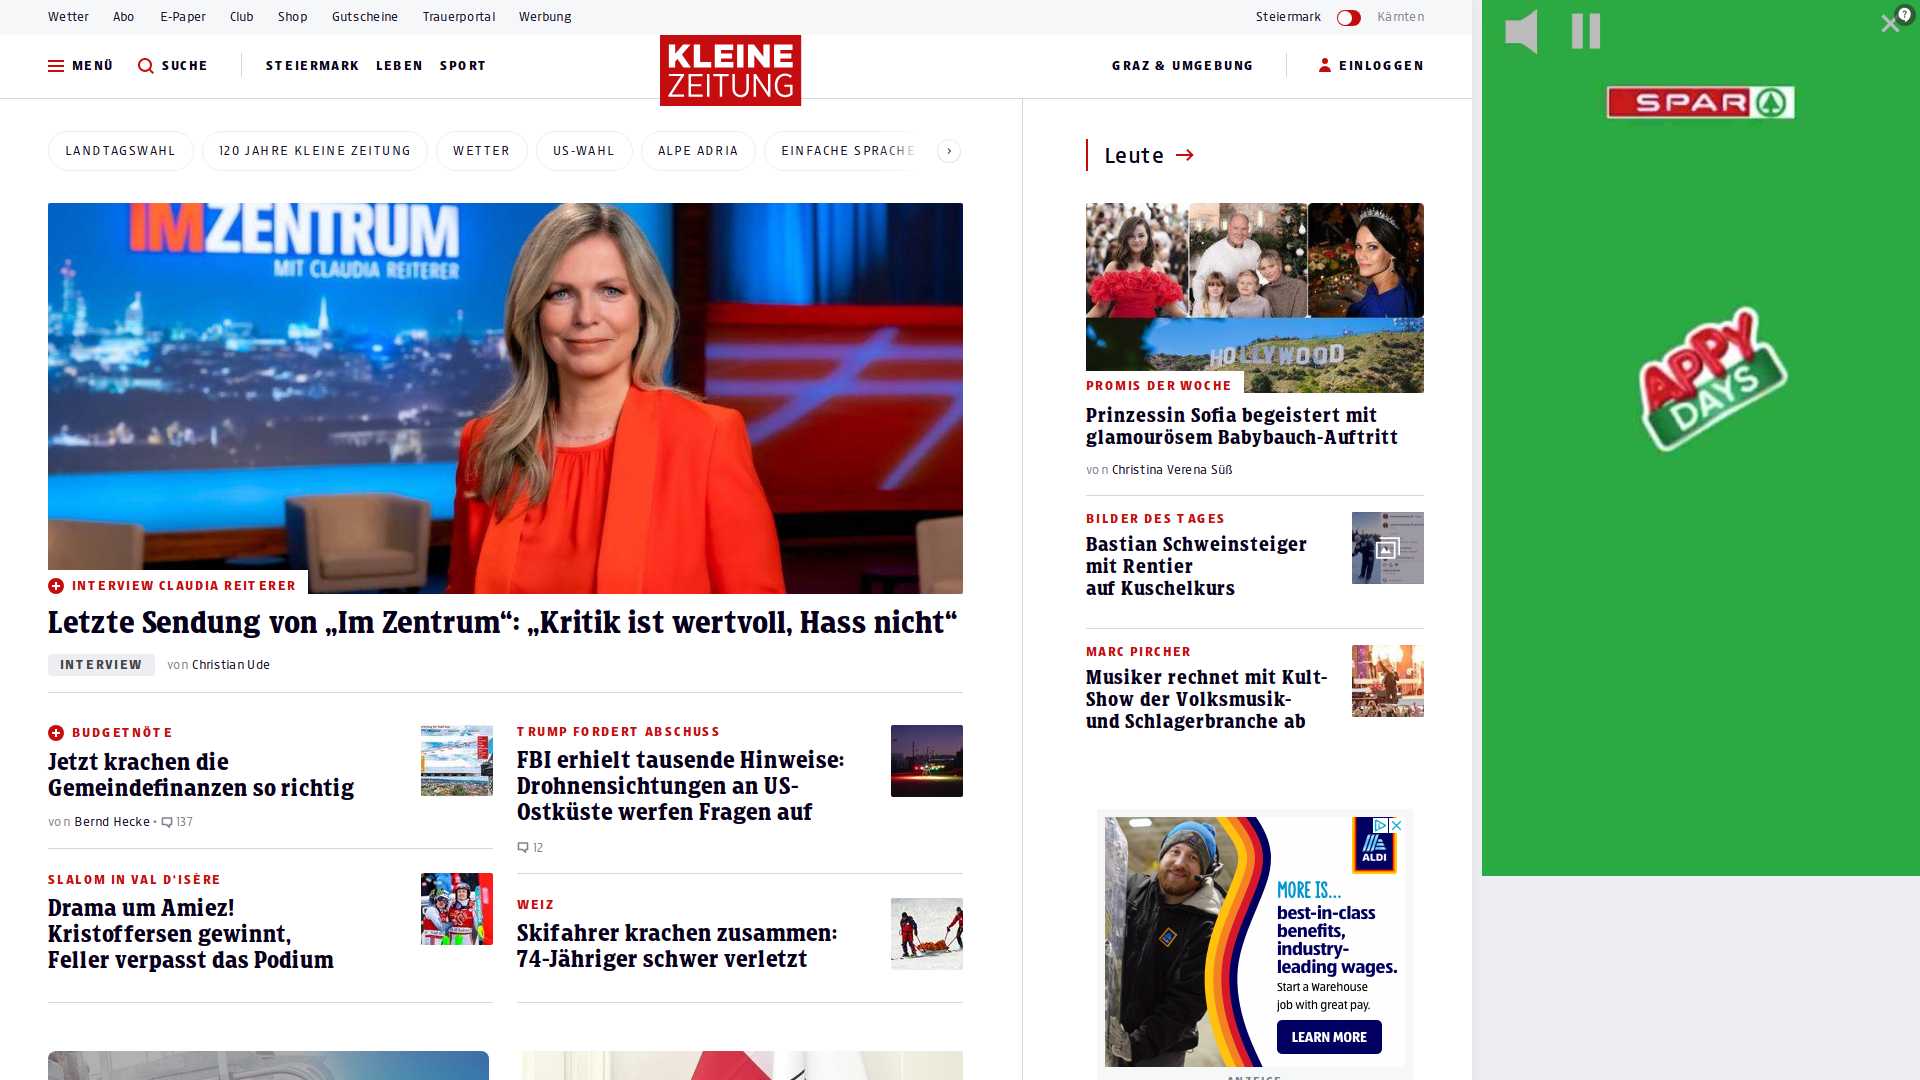 Wetter Abo E-Paper Club Shop Gutscheine Trauerportal Werbung
Steiermark Kärnten
MENÜ SUCHE STEIERMARK LEBEN SPORT
KLEINE
ZEITUNG
GRAZ & UMGEBUNG EINLOGGEN
LANDTAGSWAHL 120 JAHRE KLEINE ZEITUNG WETTER US-WAHL ALPE ADRIA EINFACHE SPRACHE
IMZENTRUM
MIT CLAUDIA REITERER
INTERVIEW CLAUDIA REITERER
Letzte Sendung von „Im Zentrum“: „Kritik ist wertvoll, Hass nicht“
INTERVIEW von Christian Ude
BUDGETNÖTE
Jetzt krachen die
Gemeindefinanzen so richtig
von Bernd Hecke • 137
SLALOM IN VAL D'ISÈRE
Drama um Amiez!
Kristoffersen gewinnt,
Feller verpasst das Podium
TRUMP FORDERT ABSCHUSS
FBI erhielt tausende Hinweise:
Drohnensichtungen an US-
Ostküste werfen Fragen auf
12
WEIZ
Skifahrer krachen zusammen:
74-Jähriger schwer verletzt
Leute
HOLLYWOOD
PROMIS DER WOCHE
Prinzessin Sofia begeistert mit
glamourösem Babybauch-Auftritt
von Christina Verena Süß
BILDER DES TAGES
Bastian Schweinsteiger
mit Rentier
auf Kuschelkurs
MARC PIRCHER
Musiker rechnet mit Kult-
Show der Volksmusik-
und Schlagerbranche ab
ALDI
MORE IS...
best-in-class
benefits,
industry-
leading wages.
Start a Warehouse
job with great pay.
LEARN MORE
ANZEIGE
SPAR
APPY
DAYS